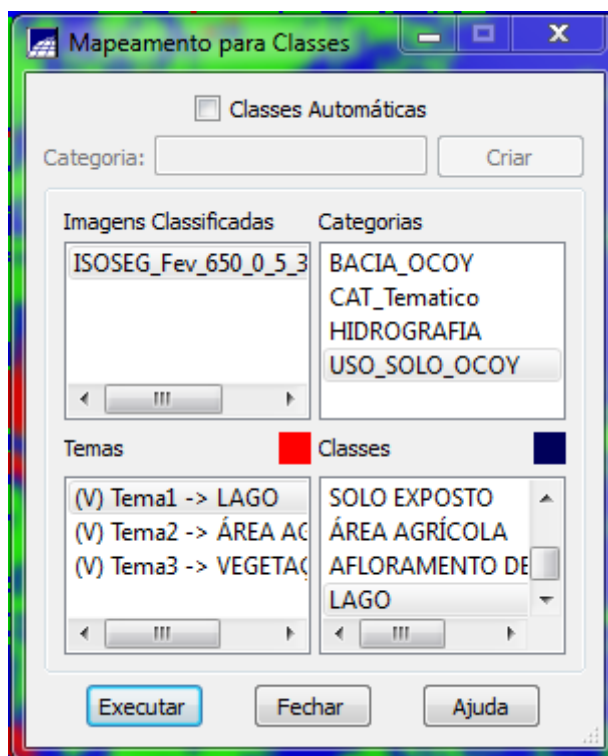 Mapeamento para Classes
Classes Automáticas
Categoria:
Criar
Imagens Classificadas
Categorias
ISOSEG_Fev_650_0_5_3
BACIA_OCOY
CAT_Tematico
HIDROGRAFIA
USO_SOLO_OCOY
Temas
Classes
(V) Tema1 -> LAGO
(V) Tema2 -> ÁREA AG
(V) Tema3 -> VEGETAÇ
SOLO EXPOSTO
ÁREA AGRÍCOLA
AFLORAMENTO DE
LAGO
Executar
Fechar
Ajuda